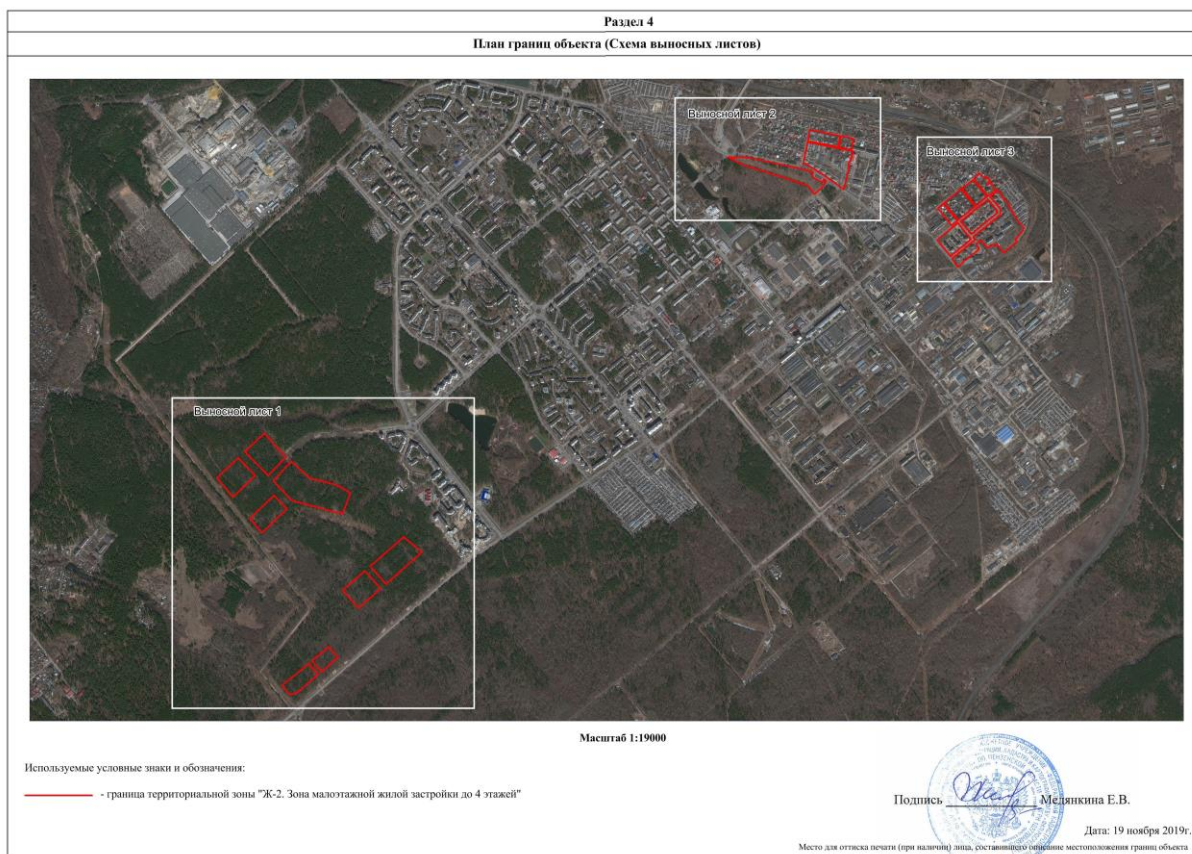 Раздел 4
План границ объекта (Схема выносных листов)
Выносной лист 2
Выносной лист 3
Выносной лист 1
Масштаб 1:19000
Используемые условные знаки и обозначения:
- граница территориальной зоны "Ж-2. Зона малоэтажной жилой застройки до 4 этажей"
Подпись Медянкина Е.В.
Дата: 19 ноября 2019г.
Место для оттиска печати (при наличии) лица, составившего описание местоположения границ объекта